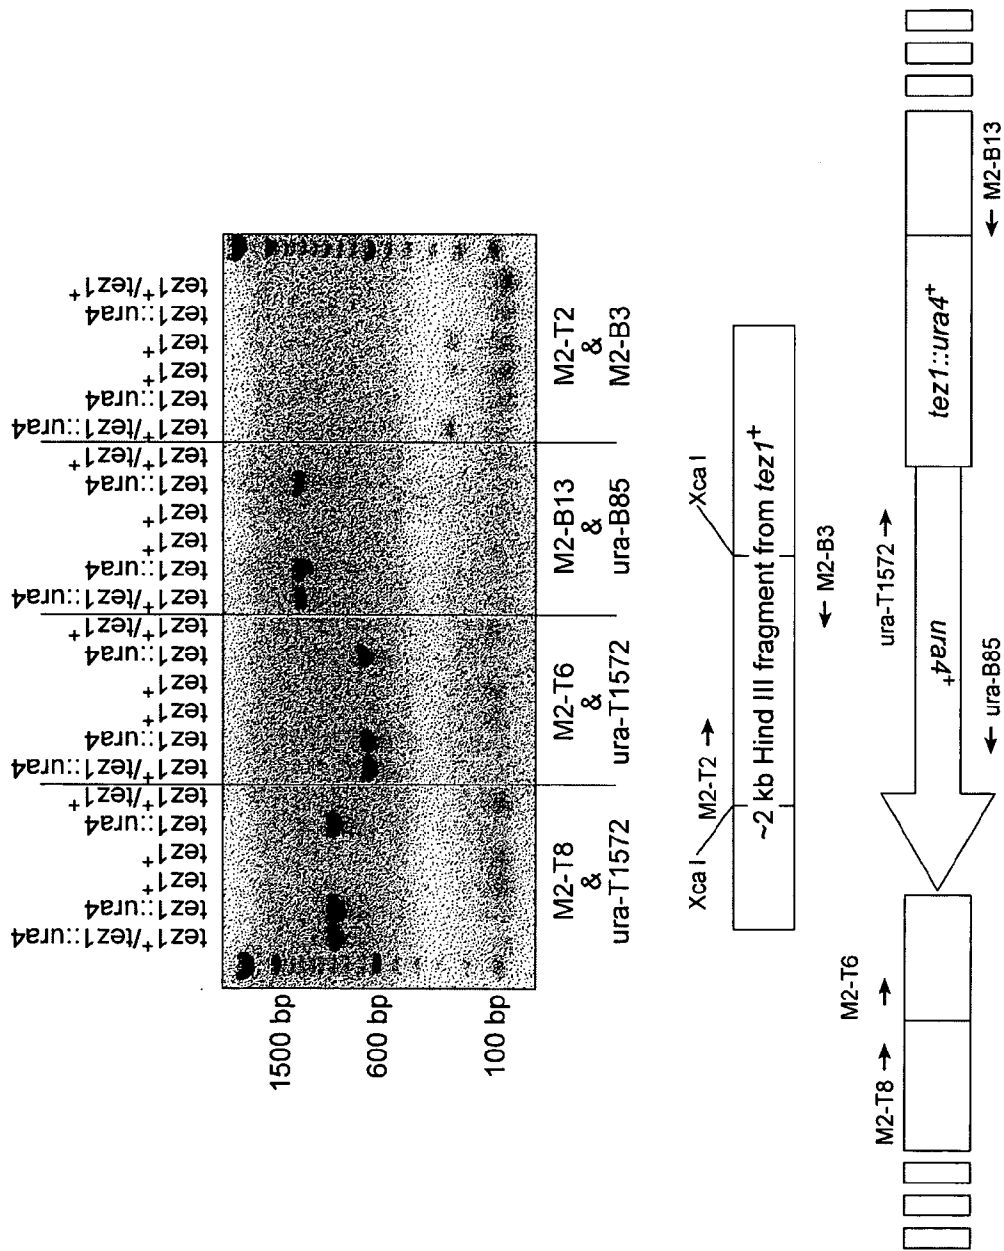 tez1⁺/tez1::ura4
tez1::ura4
tez1⁺
tez1⁺
tez1::ura4
tez1⁺/tez1⁺
tez1⁺/tez1::ura4
tez1::ura4
tez1⁺
tez1⁺
tez1::ura4
tez1⁺/tez1⁺
tez1⁺/tez1::ura4
tez1::ura4
tez1⁺
tez1⁺
tez1::ura4
tez1⁺/tez1⁺
tez1⁺/tez1::ura4
tez1::ura4
tez1⁺
tez1⁺
tez1::ura4
tez1⁺/tez1⁺
1500 bp
600 bp
100 bp
M2-T8
&
ura-T1572
M2-T6
&
ura-T1572
M2-B13
&
ura-B85
M2-T2
&
M2-B3
Xca I
M2-T2 →
Xca I
~2 kb Hind III fragment from tez1⁺
← M2-B3
M2-T8 →
M2-T6
→
ura-T1572 →
ura4⁺
tez1::ura4⁺
← ura-B85
← M2-B13